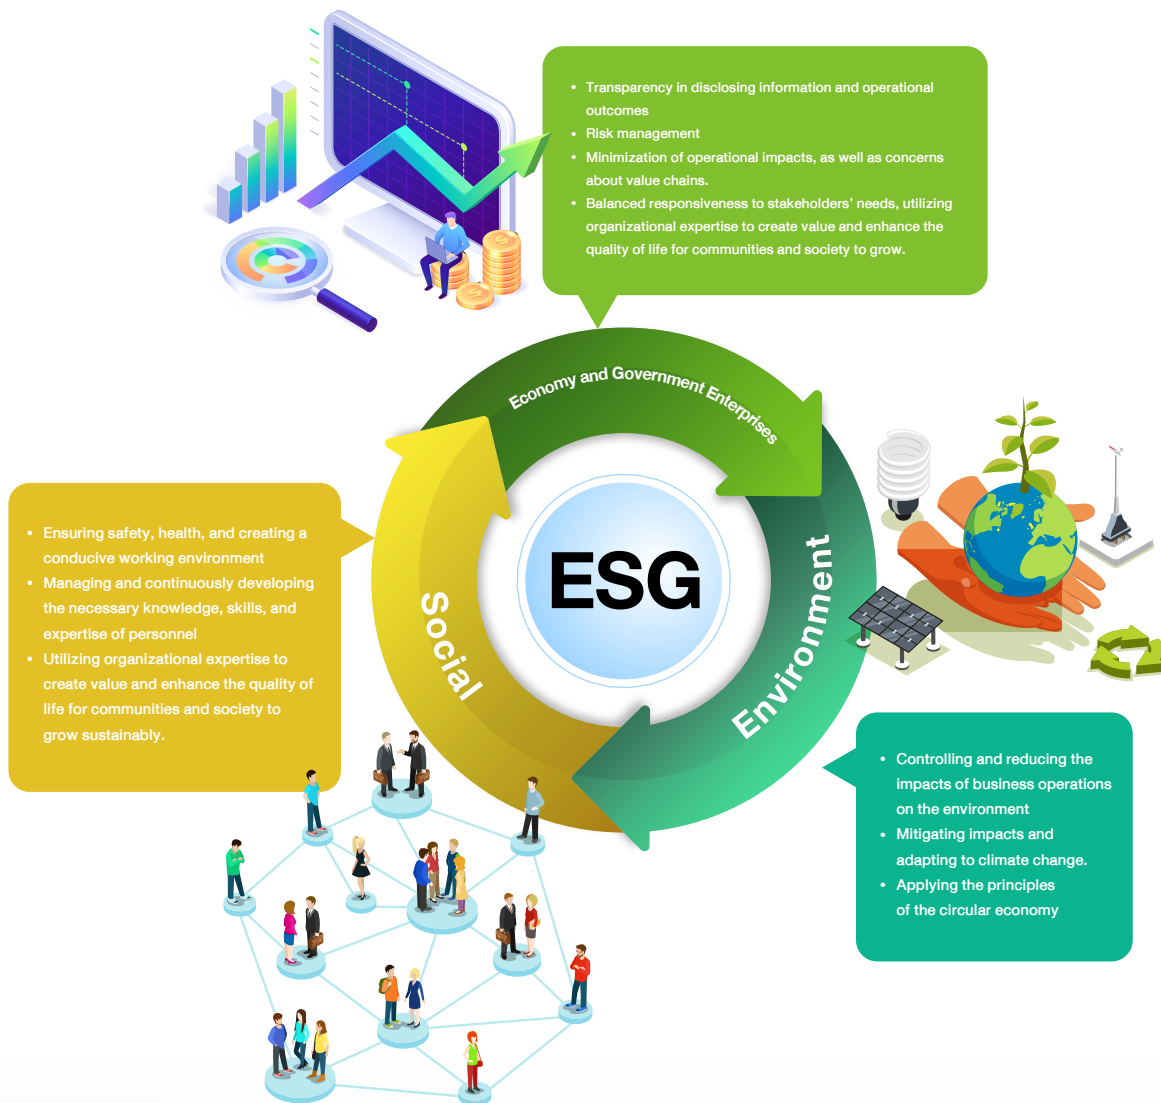 • Transparency in disclosing information and operational
outcomes
• Risk management
• Minimization of operational impacts, as well as concerns
about value chains.
• Balanced responsiveness to stakeholders’ needs, utilizing
organizational expertise to create value and enhance the
quality of life for communities and society to grow.
Economy and Government Enterprises
ESG
Social
Environment
• Ensuring safety, health, and creating a
conducive working environment
• Managing and continuously developing
the necessary knowledge, skills, and
expertise of personnel
• Utilizing organizational expertise to
create value and enhance the quality of
life for communities and society to
grow sustainably.
• Controlling and reducing the
impacts of business operations
on the environment
• Mitigating impacts and
adapting to climate change.
• Applying the principles
of the circular economy